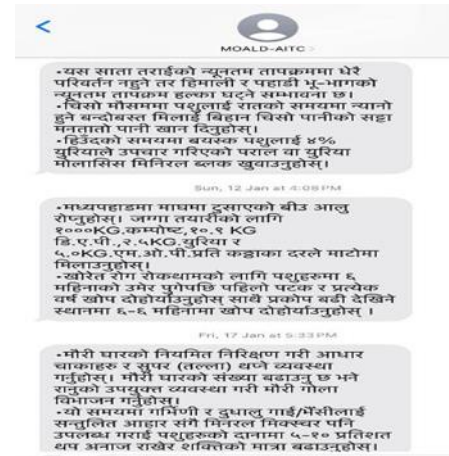 MOALD-AITC
•यस साता तराईको न्यूनतम तापक्रममा धेरै
परिवर्तन नहुने तर हिमाली र पहाडी भू-भागको
न्यूनतम तापक्रम हल्का घट्ने सम्भावना छ।
•चिसो मौसममा पशुलाई रातको समयमा न्यानो
हुने बन्दोबस्त मिलाई बिहान चिसो पानीको सट्टा
मनतातो पानी खान दिनुहोस्।
•हिउँदको समयमा बयस्क पशुलाई ४%
युरियाले उपचार गरिएको पराल वा युरिया
मोलासिस मिनिरल ब्लक खुवाउनुहोस्।
Sun, 12 Jan at 4:08 PM
•मध्यपहाडमा माघमा टुसाएको बीउ आलु
रोप्नुहोस्। जग्गा तयारीको लागि
१०००KG.कम्पोष्ट,१०.९ KG
डि.ए.पी.,२.५KG.युरिया र
५.०KG.एम.ओ.पी.प्रति कठ्ठाका दरले माटोमा
मिलाउनुहोस्।
•खोरेत रोग रोकथामको लागि पशुहरुमा ६
महिनाको उमेर पुगेपछि पहिलो पटक र प्रत्येक
वर्ष खोप दोहोर्याउनुहोस् साथै प्रकोप बढी देखिने
स्थानमा ६-६ महिनामा खोप दोहोर्याउनुहोस् ।
Fri, 17 Jan at 5:33 PM
•मौरी घारको नियमित निरिक्षण गरी आधार
चाकाहरु र सुपर (तल्ला) थप्ने व्यवस्था
गर्नुहोस्। मौरी घारको संख्या बढाउनु छ भने
रानुको उपयुक्त व्यवस्था गरी मौरी गोला
विभाजन गर्नुहोस्।
•यो समयमा गर्भिणी र दुधालु गाई/भैंसीलाई
सन्तुलित आहार संगै मिनरल मिक्स्चर पनि
उपलब्ध गराई पशुहरुको दानामा ५-१० प्रतिशत
थप अनाज राखेर शक्तिको मात्रा बढाउनुहोस्।